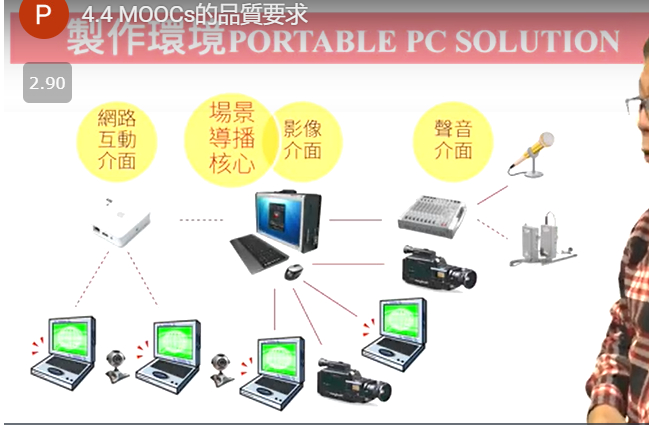 P
4.4 MOOCs的品質要求
製作環境PORTABLE PC SOLUTION
2.90
網路
互動
介面
場景
導播
核心
影像
介面
聲音
介面